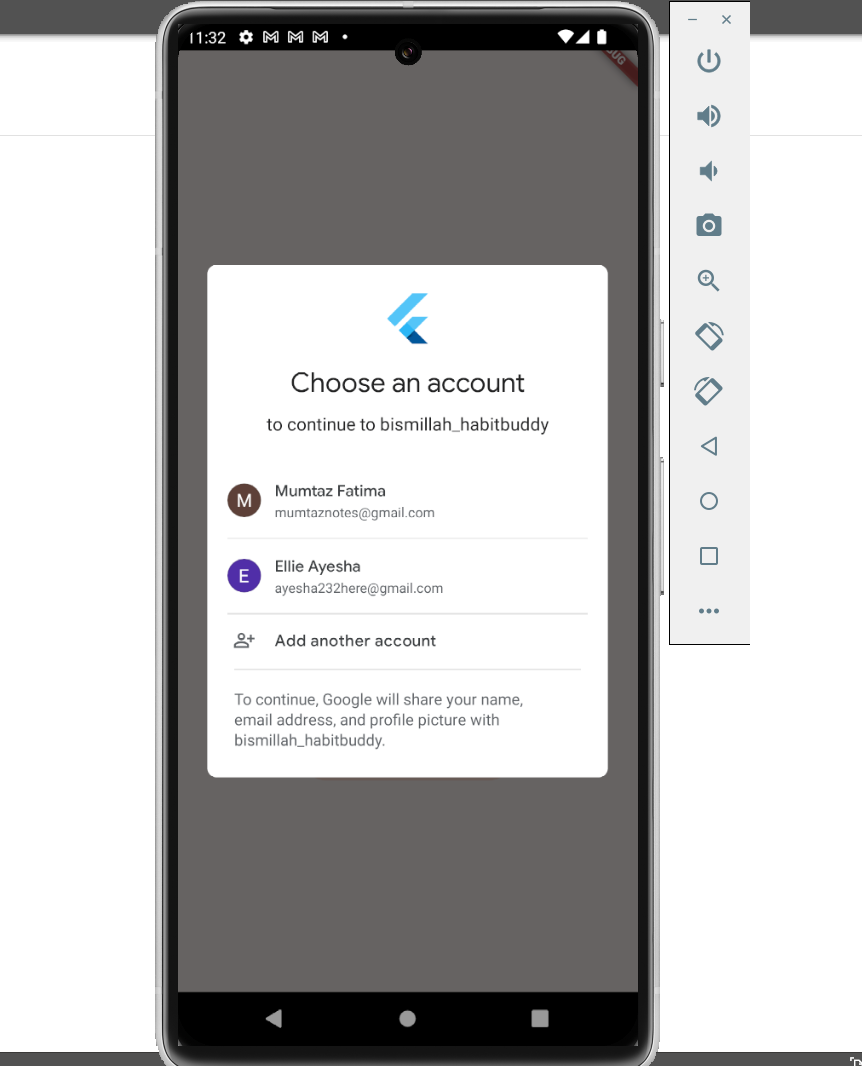 11:32
Choose an account
to continue to bismillah_habitbuddy
M
Mumtaz Fatima
mumtaznotes@gmail.com
E
Ellie Ayesha
ayesha232here@gmail.com
Add another account
To continue, Google will share your name,
email address, and profile picture with
bismillah_habitbuddy.